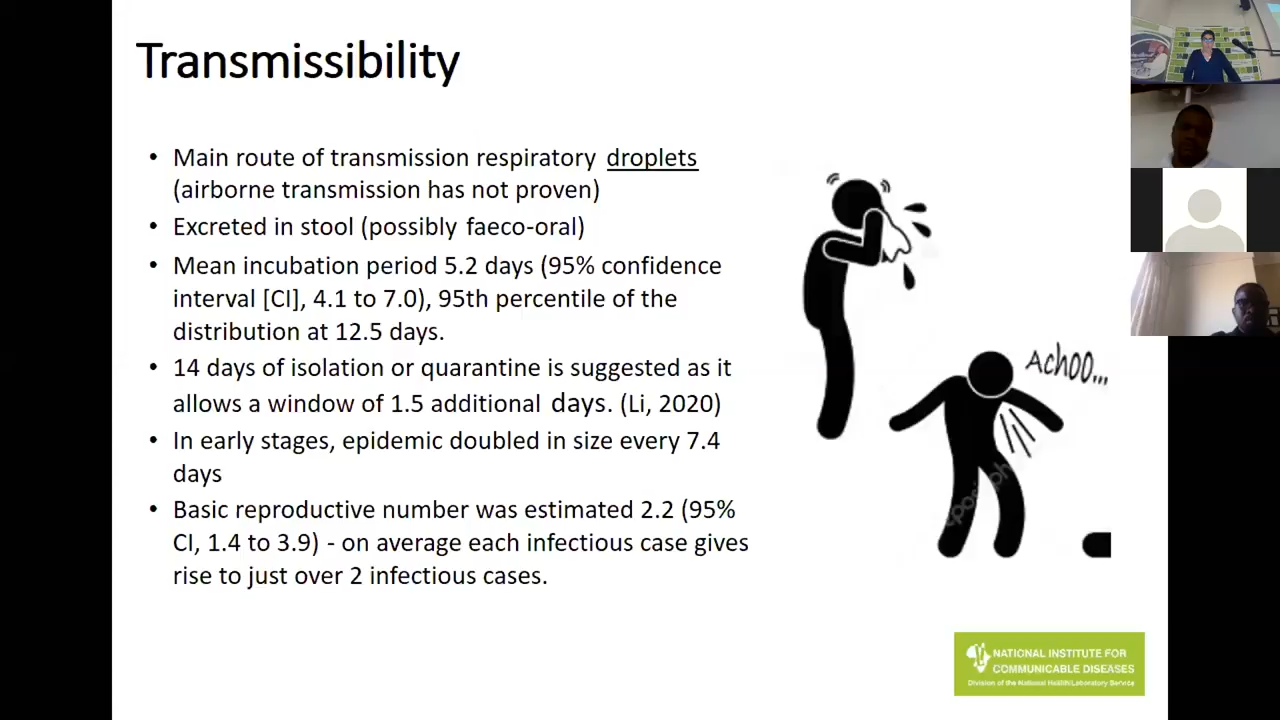 Transmissibility
• Main route of transmission respiratory droplets
(airborne transmission has not proven)
• Excreted in stool (possibly faeco-oral)
• Mean incubation period 5.2 days (95% confidence
interval [CI], 4.1 to 7.0), 95th percentile of the
distribution at 12.5 days.
• 14 days of isolation or quarantine is suggested as it
allows a window of 1.5 additional days. (Li, 2020)
• In early stages, epidemic doubled in size every 7.4
days
• Basic reproductive number was estimated 2.2 (95%
CI, 1.4 to 3.9) - on average each infectious case gives
rise to just over 2 infectious cases.
Achoo...
NATIONAL INSTITUTE FOR
COMMUNICABLE DISEASES
Division of the National Health Laboratory Service